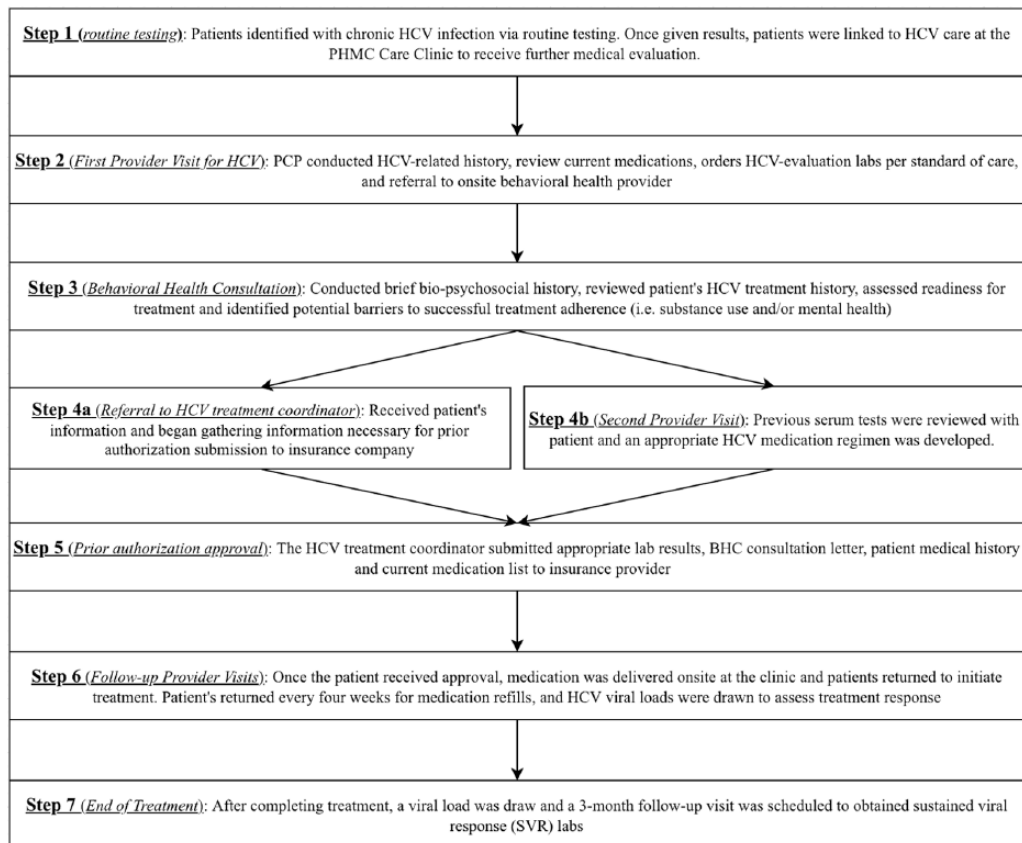 Step 1 (routine testing): Patients identified with chronic HCV infection via routine testing. Once given results, patients were linked to HCV care at the
PHMC Care Clinic to receive further medical evaluation.
Step 2 (First Provider Visit for HCV): PCP conducted HCV-related history, review current medications, orders HCV-evaluation labs per standard of care,
and referral to onsite behavioral health provider
Step 3 (Behavioral Health Consultation): Conducted brief bio-psychosocial history, reviewed patient's HCV treatment history, assessed readiness for
treatment and identified potential barriers to successful treatment adherence (i.e. substance use and/or mental health)
Step 4a (Referral to HCV treatment coordinator): Received patient's
information and began gathering information necessary for prior
authorization submission to insurance company
Step 4b (Second Provider Visit): Previous serum tests were reviewed with
patient and an appropriate HCV medication regimen was developed.
Step 5 (Prior authorization approval): The HCV treatment coordinator submitted appropriate lab results, BHC consultation letter, patient medical history
and current medication list to insurance provider
Step 6 (Follow-up Provider Visits): Once the patient received approval, medication was delivered onsite at the clinic and patients returned to initiate
treatment. Patient's returned every four weeks for medication refills, and HCV viral loads were drawn to assess treatment response
Step 7 (End of Treatment): After completing treatment, a viral load was draw and a 3-month follow-up visit was scheduled to obtained sustained viral
response (SVR) labs